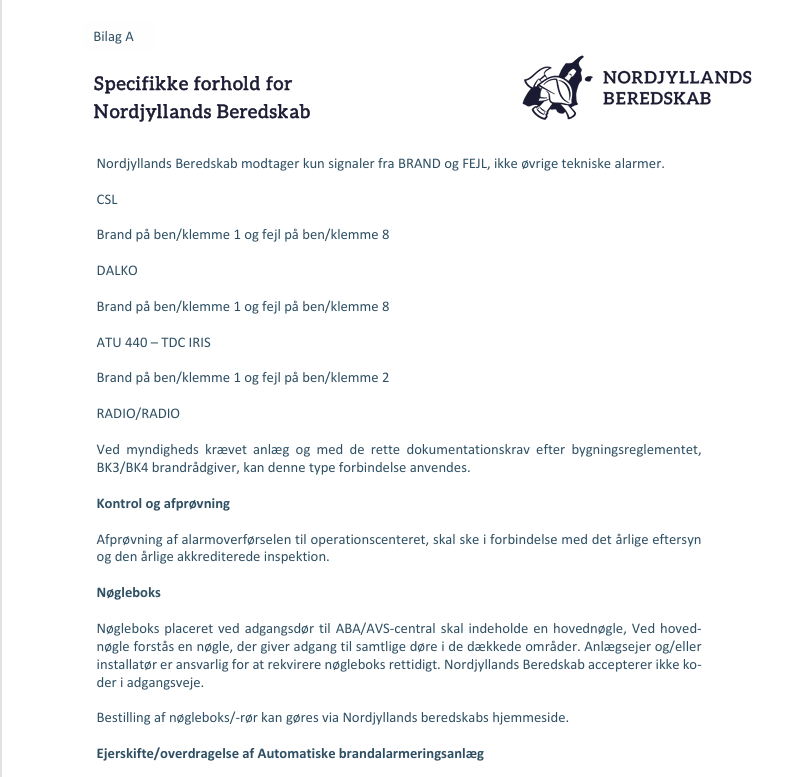 Bilag A
Specifikke forhold for
Nordjyllands Beredskab
NORDJYLLANDS
BEREDSKAB
Nordjyllands Beredskab modtager kun signaler fra BRAND og FEJL, ikke øvrige tekniske alarmer.
CSL
Brand på ben/klemme 1 og fejl på ben/klemme 8
DALKO
Brand på ben/klemme 1 og fejl på ben/klemme 8
ATU 440 – TDC IRIS
Brand på ben/klemme 1 og fejl på ben/klemme 2
RADIO/RADIO
Ved myndigheds krævet anlæg og med de rette dokumentationskrav efter bygningsreglementet,
BK3/BK4 brandrådgiver, kan denne type forbindelse anvendes.
Kontrol og afprøvning
Afprøvning af alarmoverførselen til operationscenteret, skal ske i forbindelse med det årlige eftersyn
og den årlige akkrediterede inspektion.
Nøgleboks
Nøgleboks placeret ved adgangsdør til ABA/AVS-central skal indeholde en hovednøgle, Ved hoved-
nøgle forstås en nøgle, der giver adgang til samtlige døre i de dækkede områder. Anlægsejer og/eller
installatør er ansvarlig for at rekvirere nøgleboks rettidigt. Nordjyllands Beredskab accepterer ikke ko-
der i adgangsveje.
Bestilling af nøgleboks/-rør kan gøres via Nordjyllands beredskabs hjemmeside.
Ejerskifte/overdragelse af Automatiske brandalarmeringsanlæg